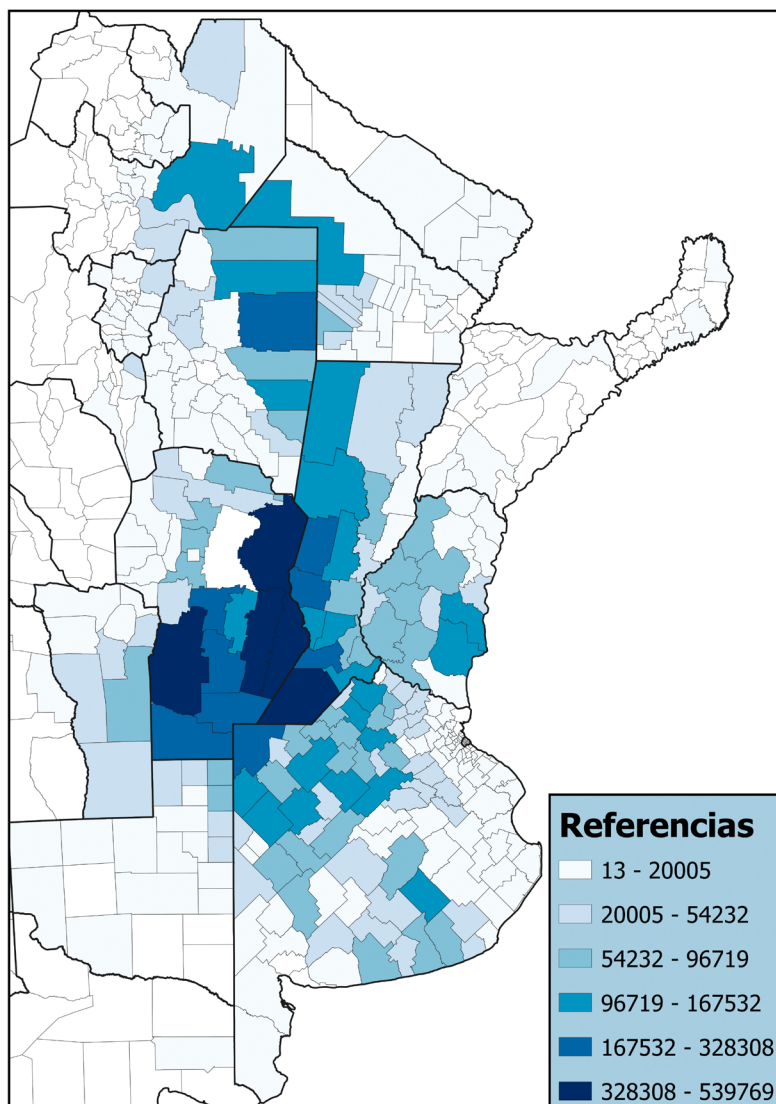 Referencias
13 - 20005
20005 - 54232
54232 - 96719
96719 - 167532
167532 - 328308
328308 - 539769